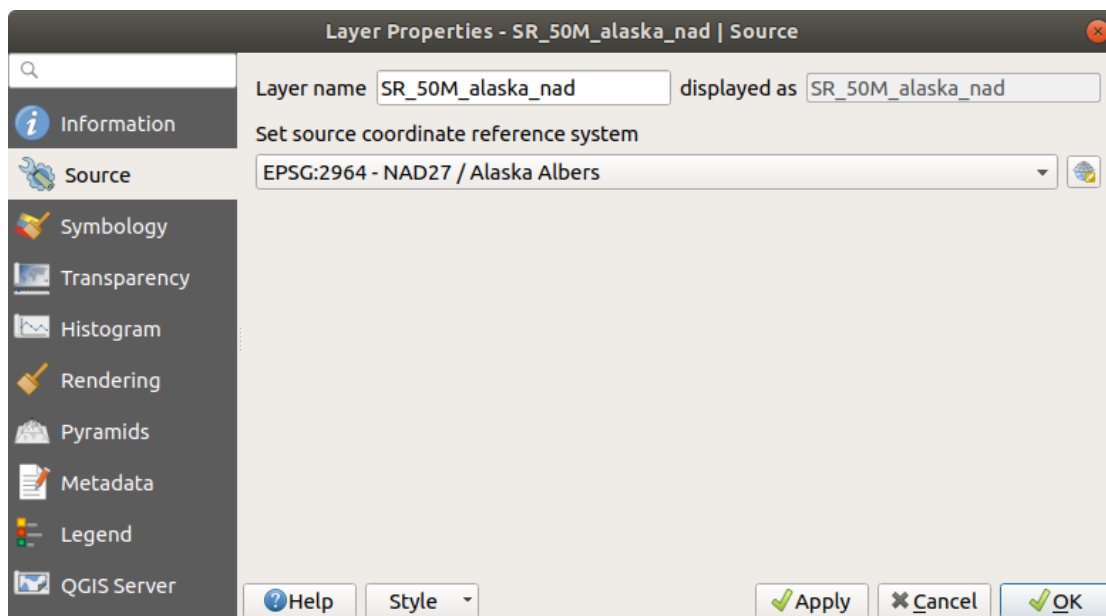 Layer Properties - SR_50M_alaska_nad | Source
Information
Source
Symbology
Transparency
Histogram
Rendering
Pyramids
Metadata
Legend
QGIS Server
Layer name SR_50M_alaska_nad displayed as SR_50M_alaska_nad
Set source coordinate reference system
EPSG:2964 - NAD27 / Alaska Albers
Help Style Apply Cancel OK